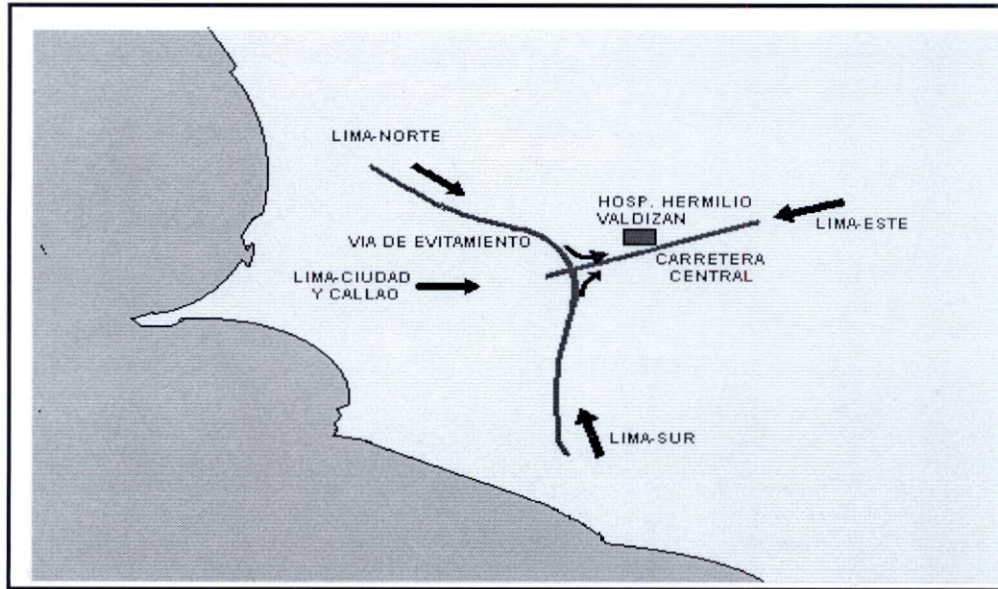 LIMA-NORTE
HOSP. HERMILIO
VALDIZAN
LIMA-ESTE
VIA DE EVITAMIENTO
CARRETERA
CENTRAL
LIMA-CIUDAD
Y CALLAO
LIMA-SUR